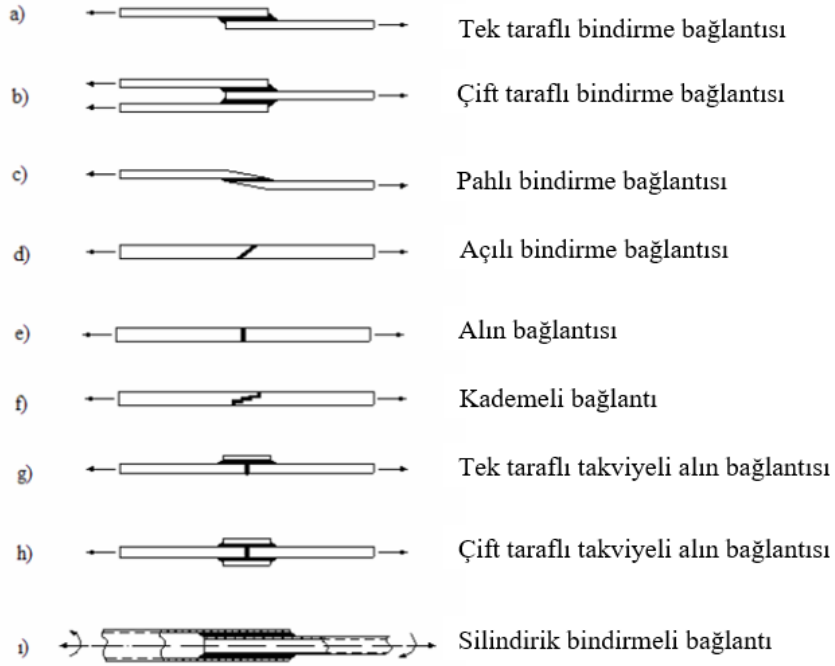 a) Tek taraflı bindirme bağlantısı
b) Çift taraflı bindirme bağlantısı
c) Pahlı bindirme bağlantısı
d) Açılı bindirme bağlantısı
e) Alın bağlantısı
f) Kademeli bağlantı
g) Tek taraflı takviyeli alın bağlantısı
h) Çift taraflı takviyeli alın bağlantısı
ı) Silindirik bindirmeli bağlantı